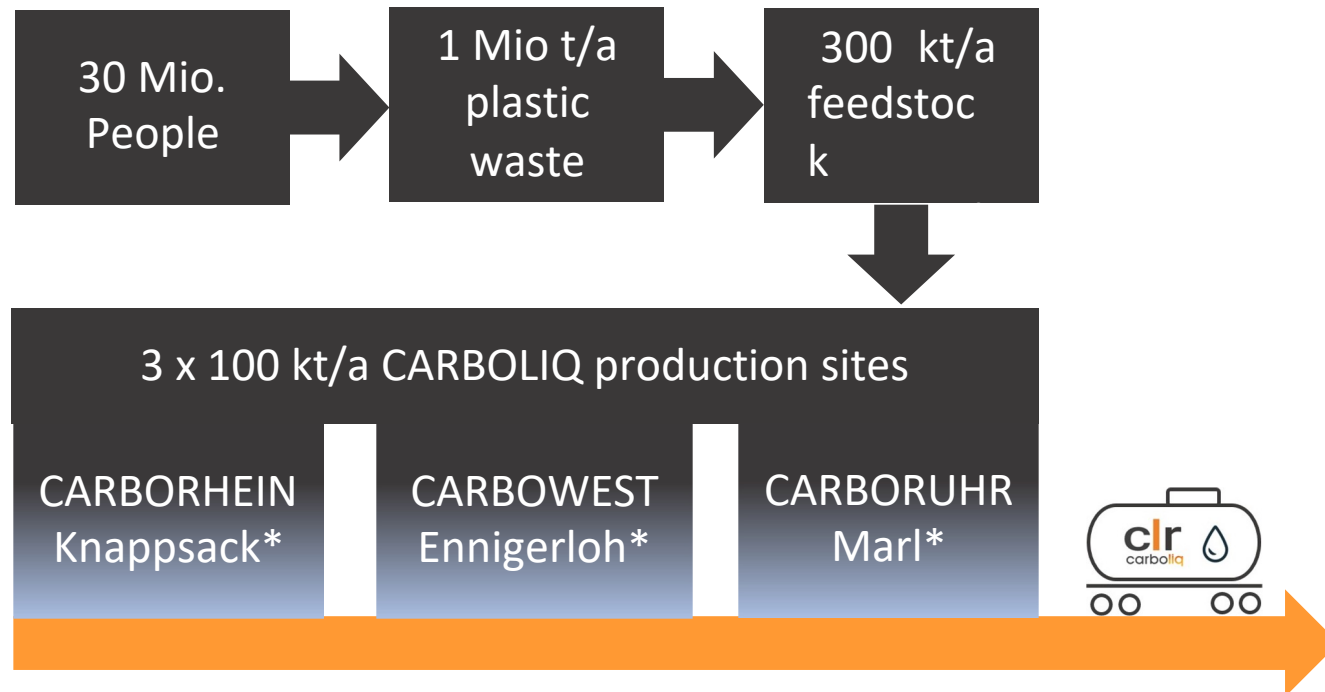 30 Mio.
People
1 Mio t/a
plastic
waste
300 kt/a
feedstoc
k
3 x 100 kt/a CARBOLIQ production sites
CARBORHEIN
Knappsack*
CARBOWEST
Ennigerloh*
CARBORUHR
Marl*
clr
carboliq